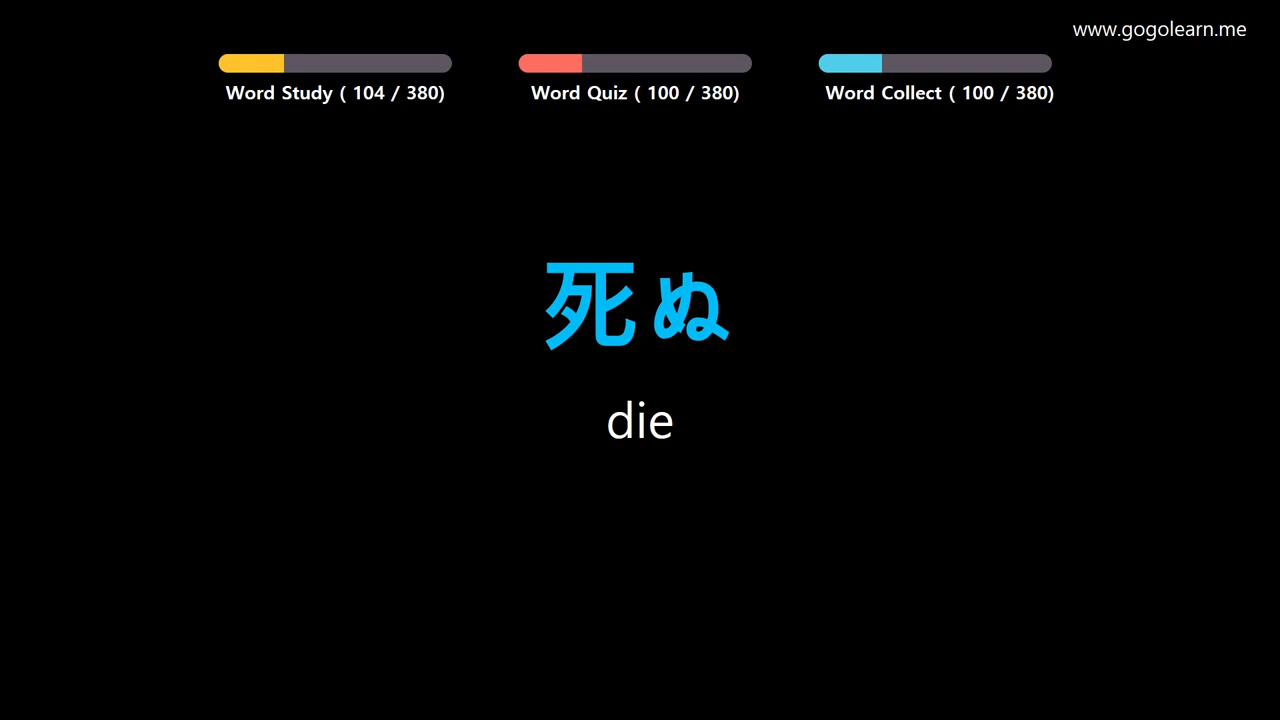 www.gogolearn.me
Word Study ( 104 / 380)
Word Quiz ( 100 / 380)
Word Collect ( 100 / 380)
死ぬ
die